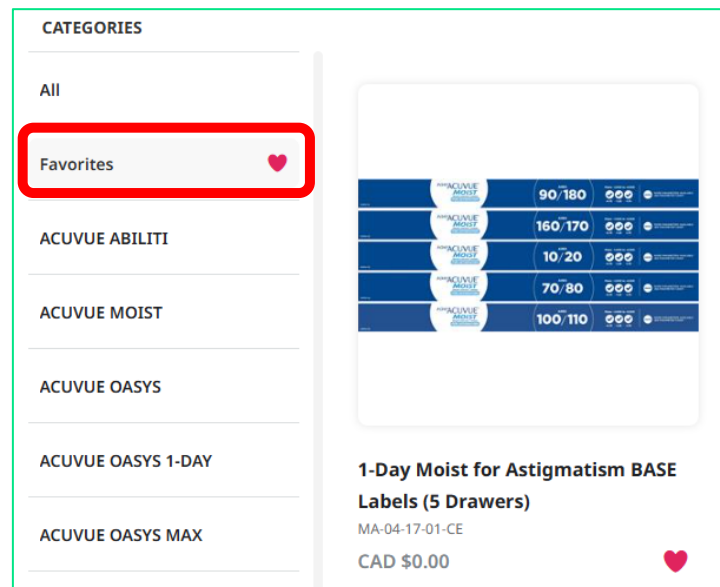 CATEGORIES
All
Favorites
ACUVUE ABILITI
ACUVUE MOIST
ACUVUE OASYS
ACUVUE OASYS 1-DAY
ACUVUE OASYS MAX
ACUVUE
MOIST
90/180
ACUVUE
MOIST
160/170
ACUVUE
MOIST
10/20
ACUVUE
MOIST
70/80
ACUVUE
MOIST
100/110
1-Day Moist for Astigmatism BASE
Labels (5 Drawers)
MA-04-17-01-CE
CAD $0.00